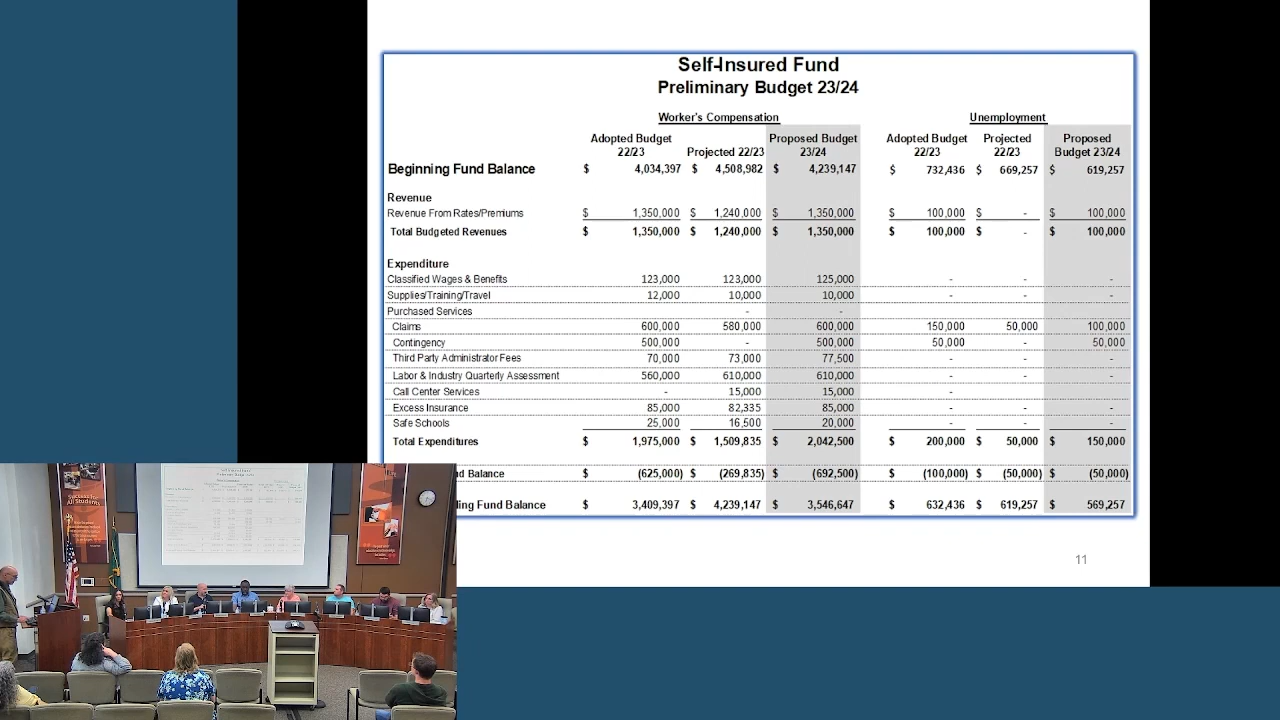 Self-Insured Fund
Preliminary Budget 23/24
Worker's Compensation Unemployment
Adopted Budget 22/23 Projected 22/23 Proposed Budget 23/24 Adopted Budget 22/23 Projected 22/23 Proposed Budget 23/24
Beginning Fund Balance $ 4,034,397 $ 4,508,982 $ 4,239,147 $ 732,436 $ 669,257 $ 619,257
Revenue
Revenue From Rates/Premiums $ 1,350,000 $ 1,240,000 $ 1,350,000 $ 100,000 $ - $ 100,000
Total Budgeted Revenues $ 1,350,000 $ 1,240,000 $ 1,350,000 $ 100,000 $ - $ 100,000
Expenditure
Classified Wages & Benefits 123,000 123,000 125,000 - - -
Supplies/Training/Travel 12,000 10,000 10,000 - - -
Purchased Services - -
Claims 600,000 580,000 600,000 150,000 50,000 100,000
Contingency 500,000 - 500,000 50,000 - 50,000
Third Party Administrator Fees 70,000 73,000 77,500 - - -
Labor & Industry Quarterly Assessment 560,000 610,000 610,000 - - -
Call Center Services - 15,000 15,000 -
Excess Insurance 85,000 82,335 85,000 - - -
Safe Schools 25,000 16,500 20,000 - - -
Total Expenditures $ 1,975,000 $ 1,509,835 $ 2,042,500 $ 200,000 $ 50,000 $ 150,000
Balance $ (625,000) $ (269,835) $ (692,500) $ (100,000) $ (50,000) $ (50,000)
Fund Balance $ 3,409,397 $ 4,239,147 $ 3,546,647 $ 632,436 $ 619,257 $ 569,257
11
Success for
All Students